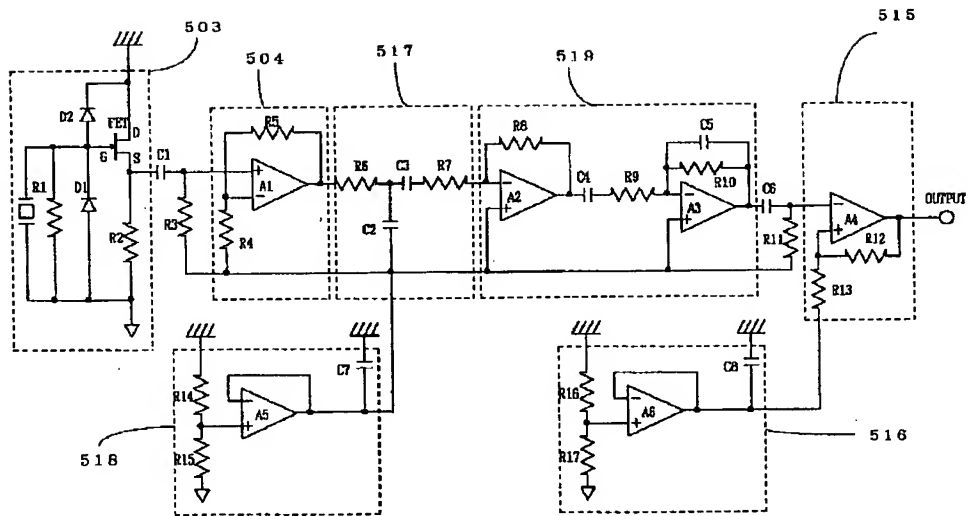 503
504
517
519
515
D2
FET
D
G
S
C1
R1
D1
R2
R3
R5
A1
R4
R6
C3
R7
C2
R8
A2
C4
R9
C5
R10
A3
C6
R11
A4
R12
R13
OUTPUT
R14
A5
R15
C7
518
R16
A6
R17
C8
516